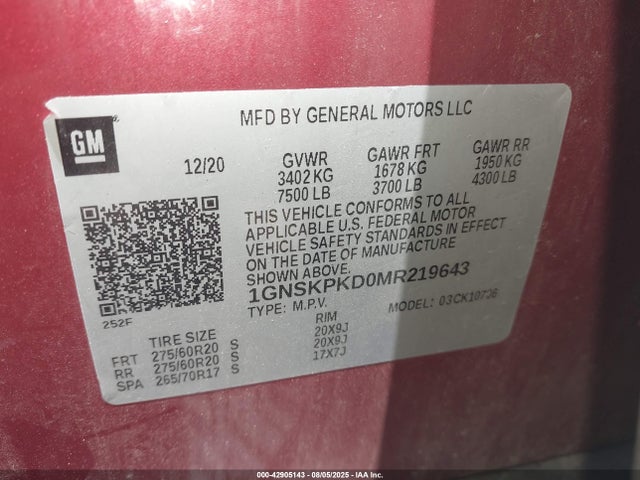 GM
MFD BY GENERAL MOTORS LLC
12/20
GVWR GAWR FRT GAWR RR
3402 KG 1678 KG 1950 KG
7500 LB 3700 LB 4300 LB
THIS VEHICLE CONFORMS TO ALL
APPLICABLE U.S. FEDERAL MOTOR
VEHICLE SAFETY STANDARDS IN EFFECT
ON THE DATE OF MANUFACTURE
SHOWN ABOVE.
1GNSKPKD0MR219643
TYPE: M.P.V. MODEL: 03CK10706
252F
TIRE SIZE RIM
FRT 275/60R20 S 20X9J
RR 275/60R20 S 20X9J
SPA 265/70R17 S 17X7J
000-42905143 - 08/05/2025 - IAA Inc.